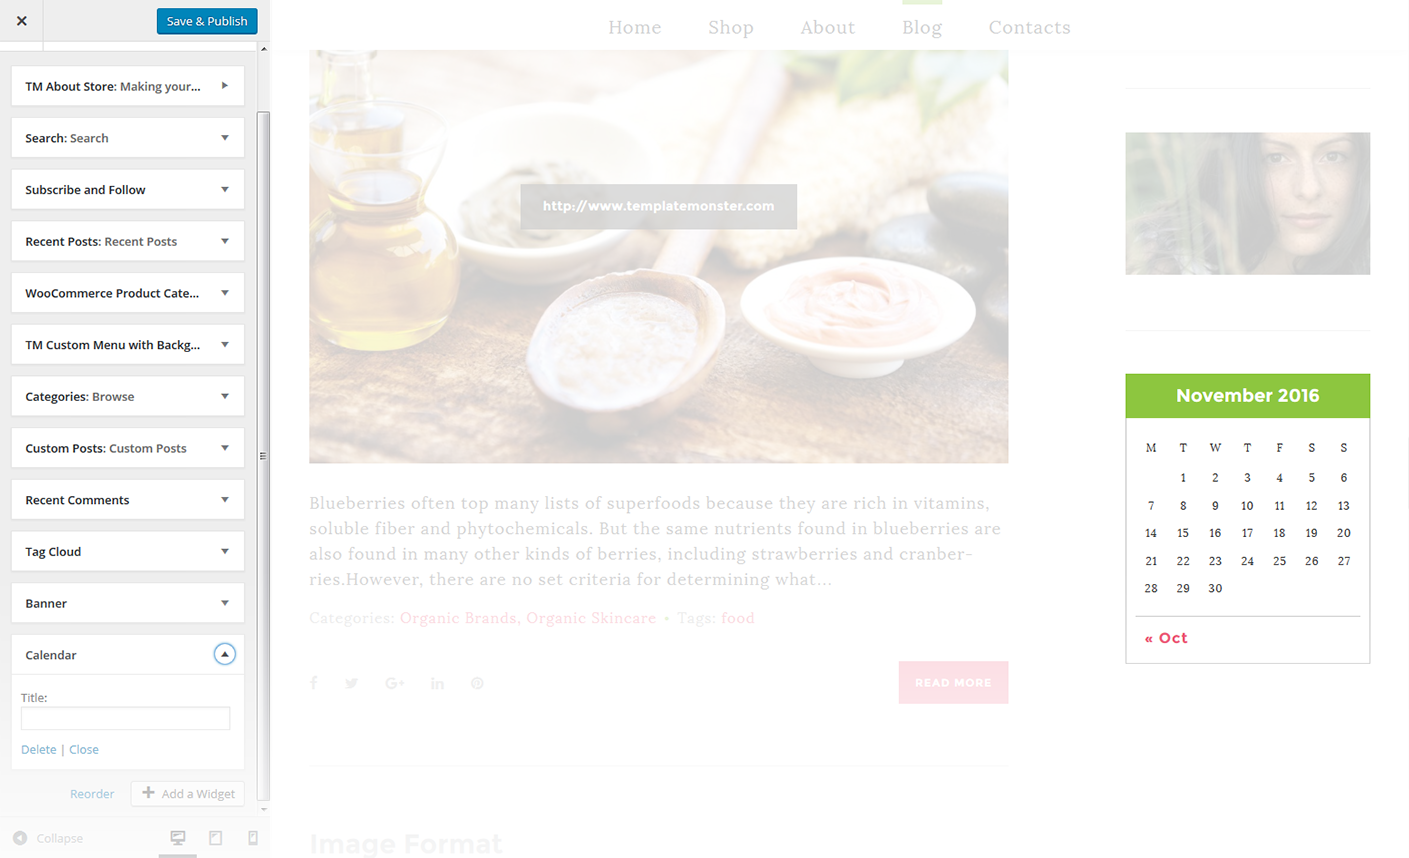 Save & Publish
TM About Store: Making your...
Search: Search
Subscribe and Follow
Recent Posts: Recent Posts
WooCommerce Product Cate...
TM Custom Menu with Backg...
Categories: Browse
Custom Posts: Custom Posts
Recent Comments
Tag Cloud
Banner
Calendar
Title:
Delete | Close
Reorder
Add a Widget
Collapse
Home Shop About Blog Contacts
http://www.templatemonster.com
Blueberries often top many lists of superfoods because they are rich in vitamins,
soluble fiber and phytochemicals. But the same nutrients found in blueberries are
also found in many other kinds of berries, including strawberries and cranber-
ries.However, there are no set criteria for determining what...
Categories: Organic Brands, Organic Skincare • Tags: food
READ MORE
Image Format
November 2016
M T W T F S S
1 2 3 4 5 6
7 8 9 10 11 12 13
14 15 16 17 18 19 20
21 22 23 24 25 26 27
28 29 30
« Oct